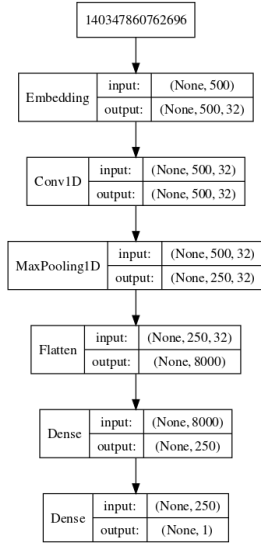 140347860762696
Embedding
input: (None, 500)
output: (None, 500, 32)
Conv1D
input: (None, 500, 32)
output: (None, 500, 32)
MaxPooling1D
input: (None, 500, 32)
output: (None, 250, 32)
Flatten
input: (None, 250, 32)
output: (None, 8000)
Dense
input: (None, 8000)
output: (None, 250)
Dense
input: (None, 250)
output: (None, 1)